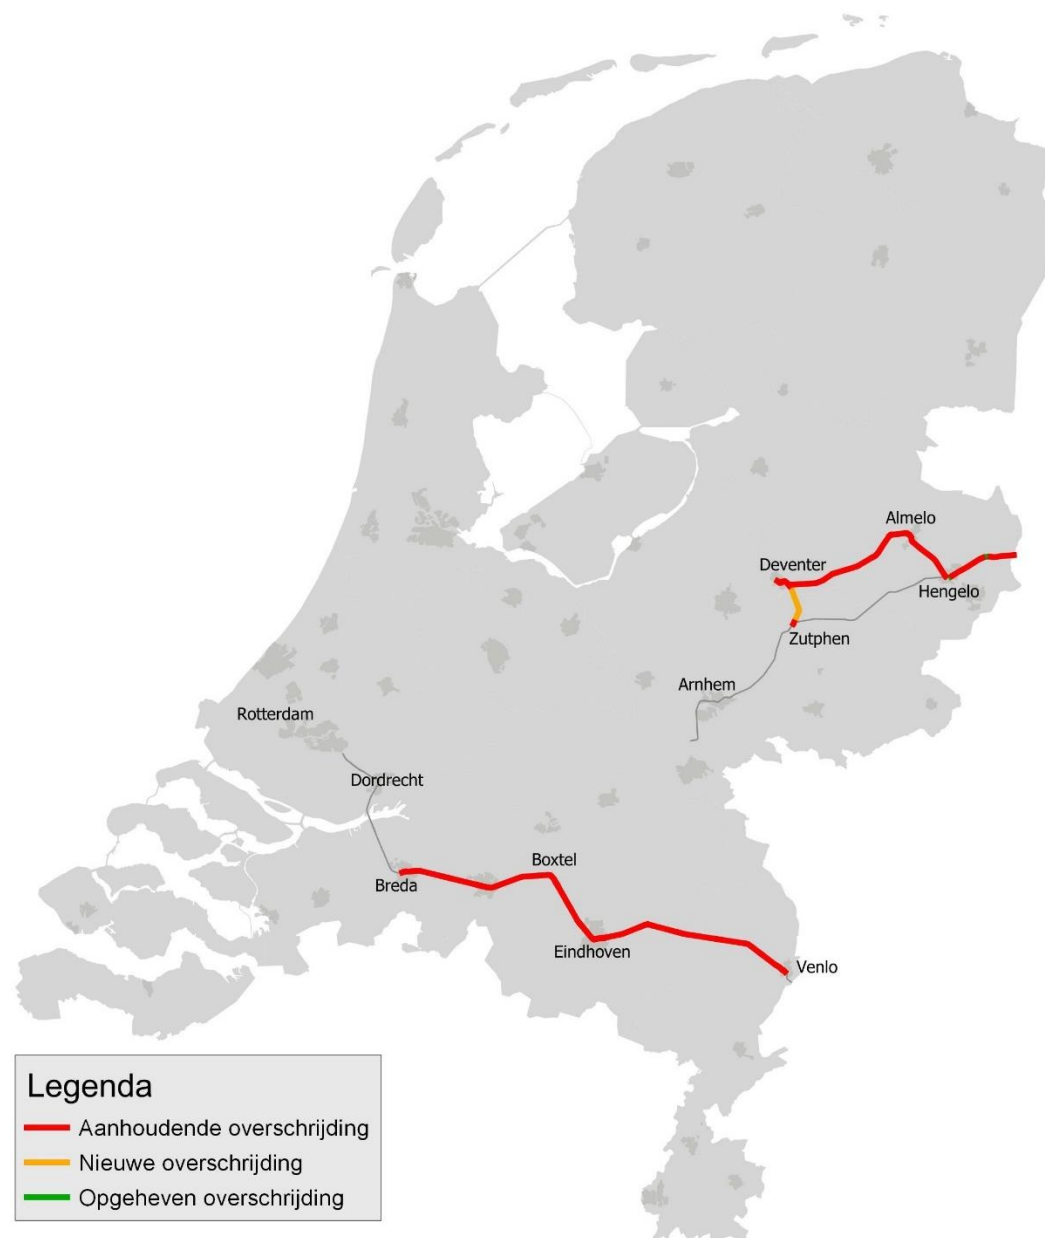 Almelo
Deventer
Hengelo
Zutphen
Arnhem
Rotterdam
Dordrecht
Boxtel
Breda
Eindhoven
Venlo
Legenda
Aanhoudende overschrijding
Nieuwe overschrijding
Opgeheven overschrijding